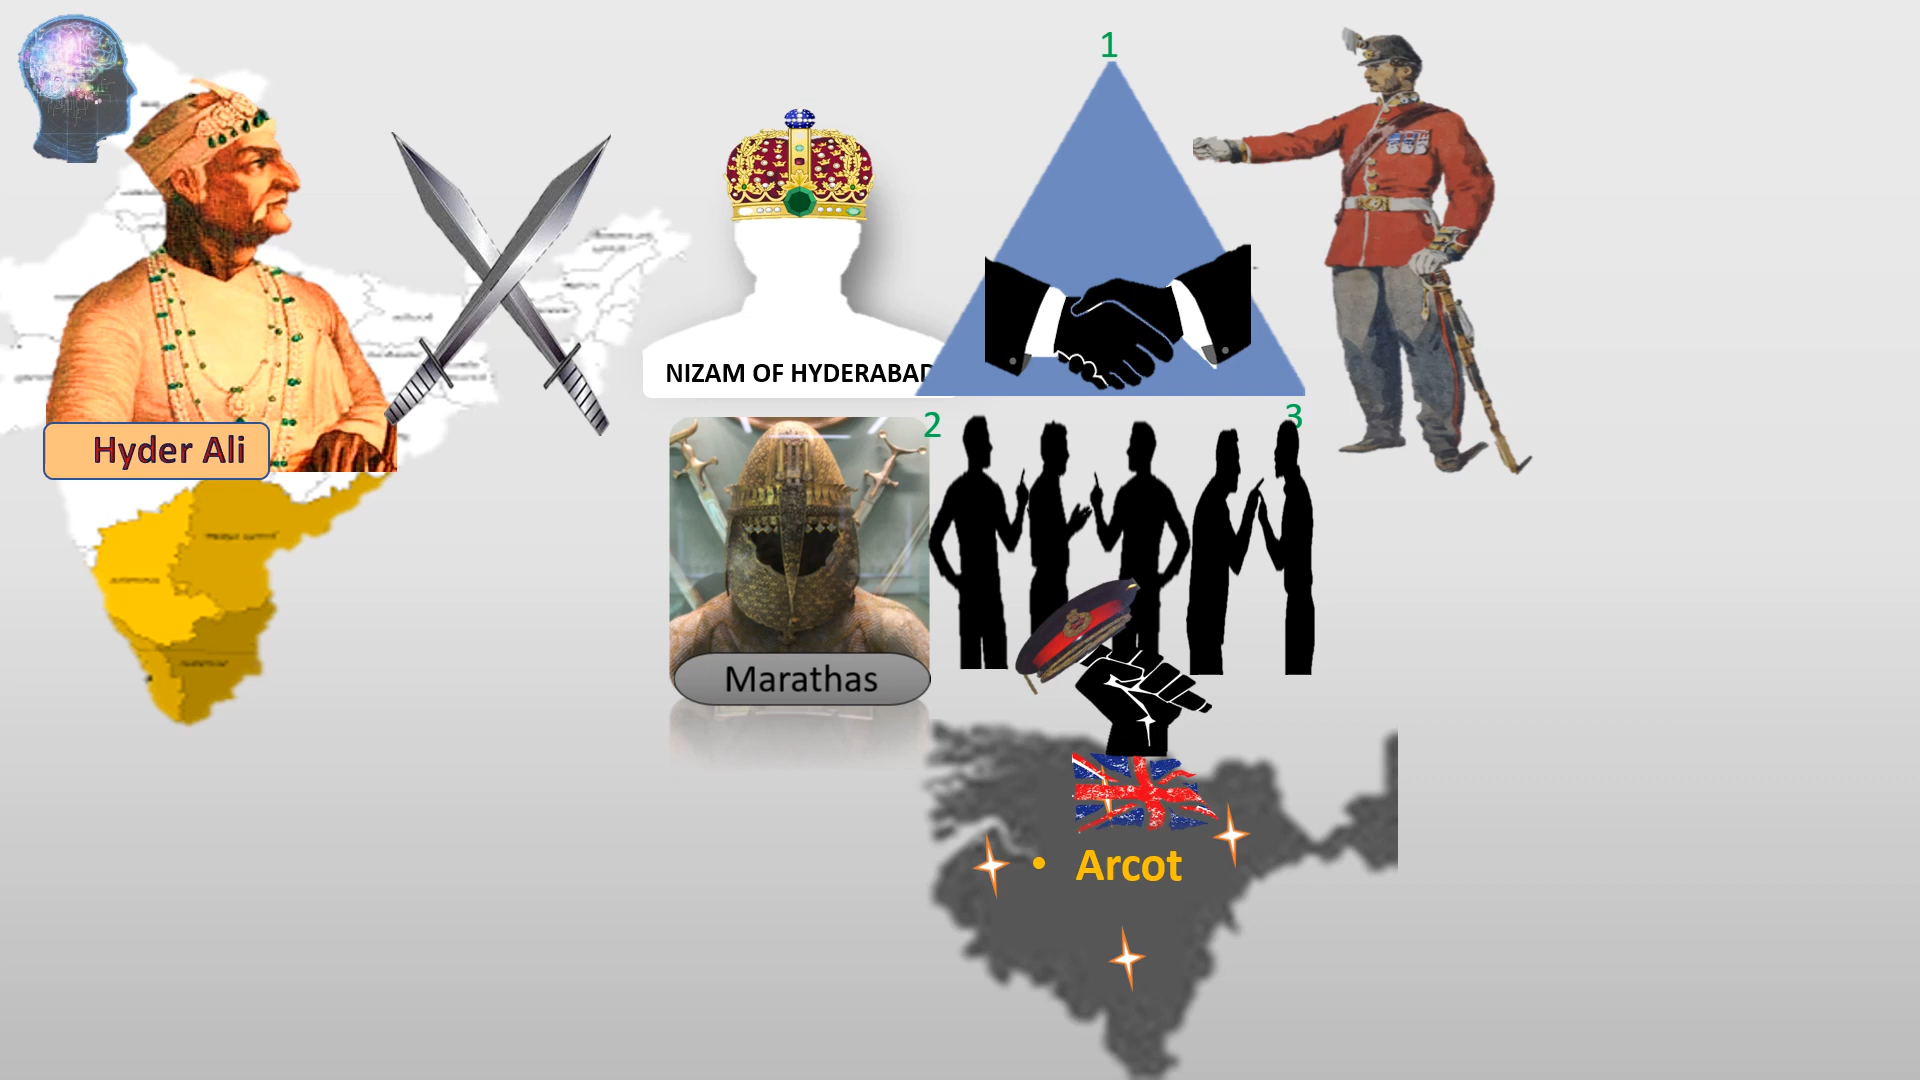 1
NIZAM OF HYDERABAD
2
3
Hyder Ali
Marathas
• Arcot